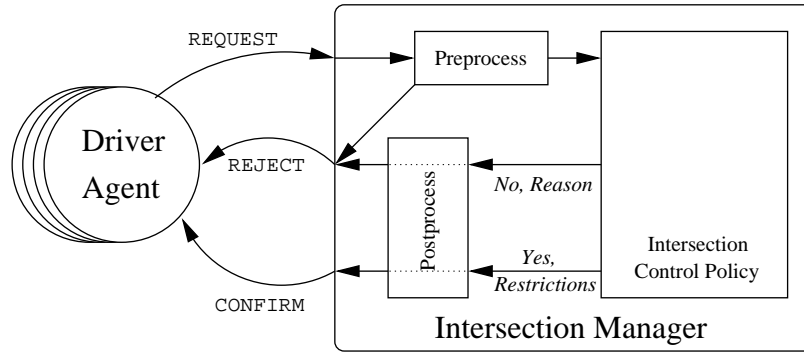 REQUEST
Preprocess
Driver
Agent
REJECT
Postprocess
No, Reason
Yes,
Restrictions
Intersection
Control Policy
CONFIRM
Intersection Manager